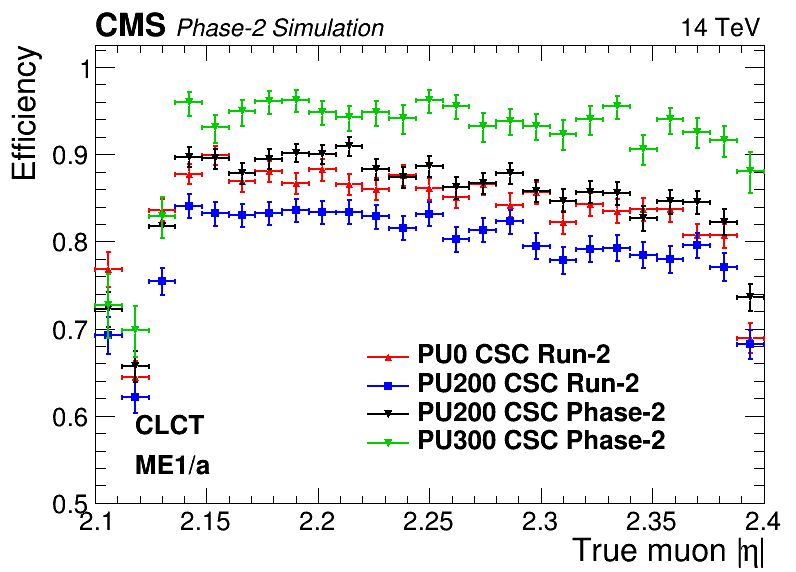 CMS Phase-2 Simulation 14 TeV
Efficiency
1
0.9
0.8
0.7
0.6
0.5
PU0 CSC Run-2
PU200 CSC Run-2
PU200 CSC Phase-2
PU300 CSC Phase-2
CLCT
ME1/a
2.1 2.15 2.2 2.25 2.3 2.35 2.4
True muon |η|